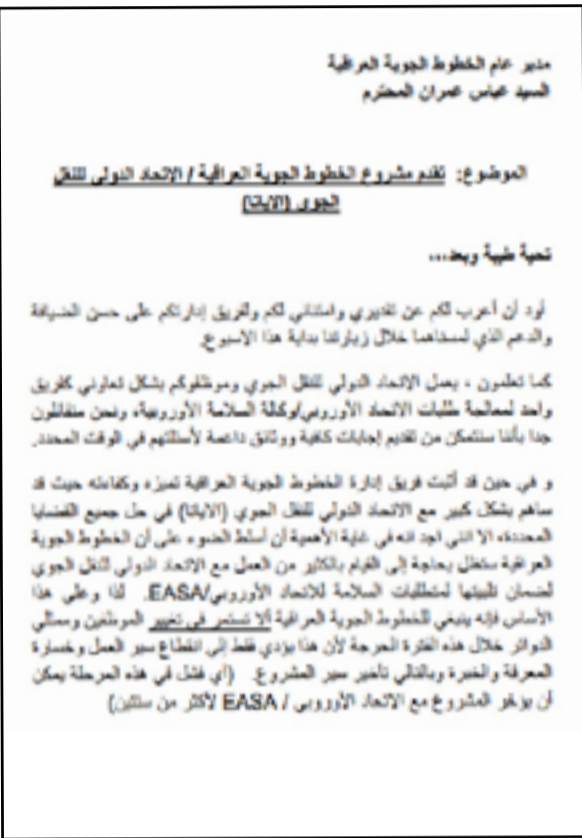 مدير عام الخطوط الجوية العراقية
السيد عباس عمران المحترم
الموضوع: تقدم مشروع الخطوط الجوية العراقية / الاتحاد الدولي للنقل
الجوي (الاياتا)
تحية طيبة وبعد...
أود أن أعرب لكم عن تقديري وامتناني لكم ولفريق إدارتكم على حسن الضيافة
والدعم الذي لمسناهما خلال زيارتنا بداية هذا الاسبوع.
كما تعلمون ، يعمل الاتحاد الدولي للنقل الجوي وموظفوكم بشكل تعاوني كفريق
واحد لمعالجة طلبات الاتحاد الأوروبي/وكالة السلامة الأوروبية، ونحن متفائلون
جدا بأننا سنتمكن من تقديم إجابات كافية ووثائق داعمة لأسئلتهم في الوقت المحدد.
و في حين قد أثبت فريق إدارة الخطوط الجوية العراقية تميزه وكفاءته حيث قد
ساهم بشكل كبير مع الاتحاد الدولي للنقل الجوي (الاياتا) في حل جميع القضايا
المحددة، الا انني اجد انه في غاية الأهمية أن أسلط الضوء على أن الخطوط الجوية
العراقية ستظل بحاجة إلى القيام بالكثير من العمل مع الاتحاد الدولي للنقل الجوي
لضمان تلبيتها لمتطلبات السلامة للاتحاد الأوروبي/EASA. لذا وعلى هذا
الأساس فإنه ينبغي للخطوط الجوية العراقية ألا تستمر في تغيير الموظفين وممثلي
الدوائر خلال هذه الفترة الحرجة لأن هذا يؤدي فقط إلى انقطاع سير العمل وخسارة
المعرفة والخبرة وبالتالي تأخير سير المشروع. (أي فشل في هذه المرحلة يمكن
أن يؤخر المشروع مع الاتحاد الأوروبي / EASA لأكثر من سنتين)